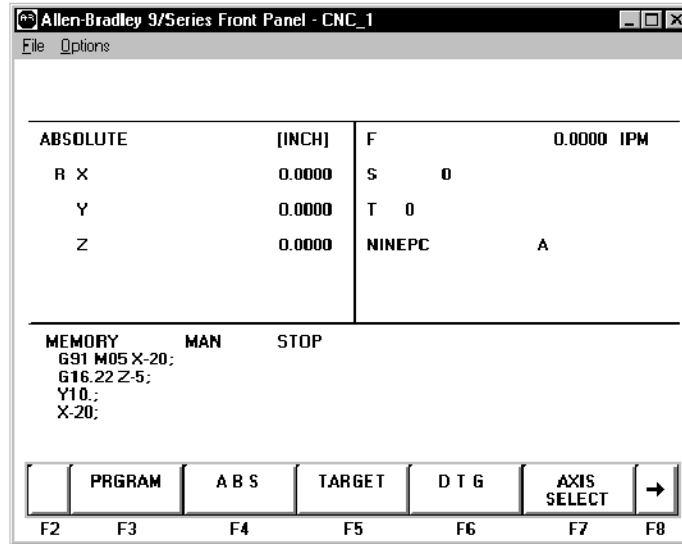 Allen-Bradley 9/Series Front Panel - CNC_1
File Options
ABSOLUTE [INCH] F 0.0000 IPM
R X 0.0000 S 0
Y 0.0000 T 0
Z 0.0000 NINEPC A
MEMORY MAN STOP
G91 M05 X-20;
G16.22 Z-5;
Y10.;
X-20;
PRGRAM A B S TARGET D T G AXIS SELECT →
F2 F3 F4 F5 F6 F7 F8